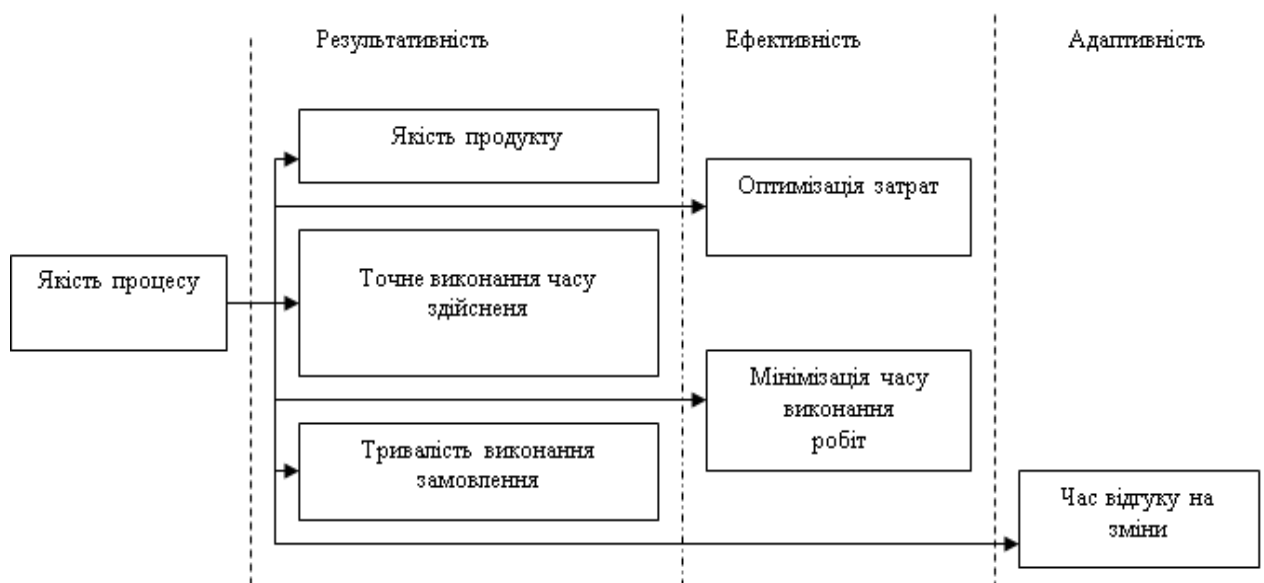 Результативність
Ефективність
Адаптивність
Якість продукту
Оптимізація затрат
Якість процесу
Точне виконання часу
здійсненя
Мінімізація часу
виконання
робіт
Тривалість виконання
замовлення
Час відгуку на
зміни